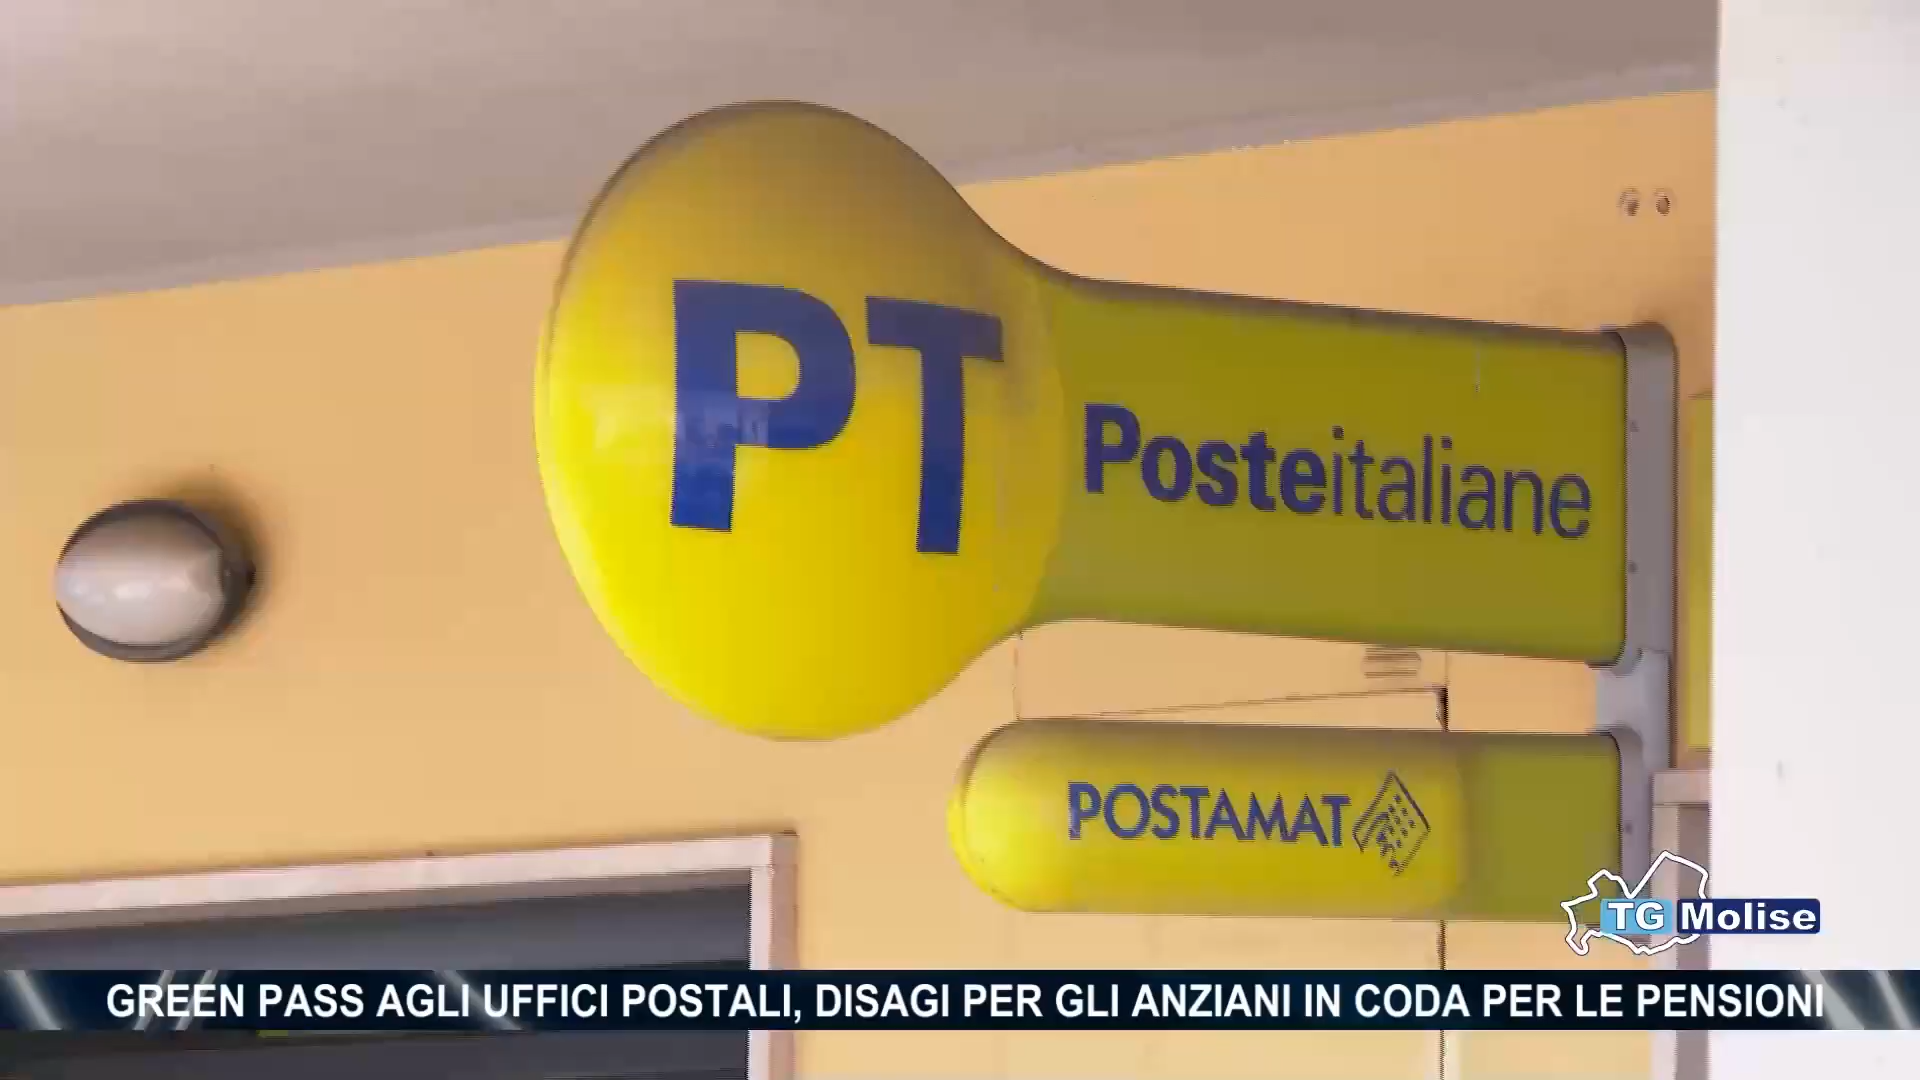 PT
Posteitaliane
POSTAMAT
TG Molise
GREEN PASS AGLI UFFICI POSTALI, DISAGI PER GLI ANZIANI IN CODA PER LE PENSIONI